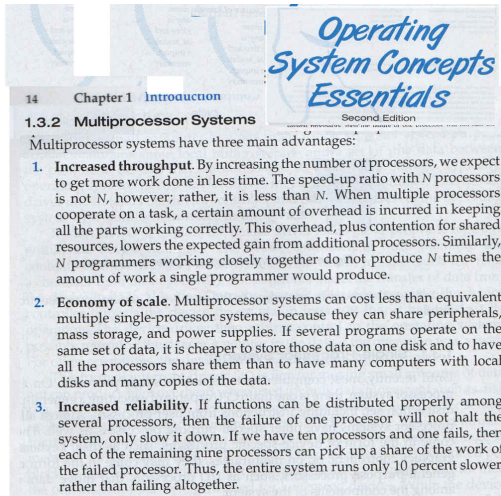 Operating
System Concepts
Essentials
Second Edition
14 Chapter 1 Introduction
1.3.2 Multiprocessor Systems
Multiprocessor systems have three main advantages:
1. Increased throughput. By increasing the number of processors, we expect
to get more work done in less time. The speed-up ratio with N processors
is not N, however; rather, it is less than N. When multiple processors
cooperate on a task, a certain amount of overhead is incurred in keeping
all the parts working correctly. This overhead, plus contention for shared
resources, lowers the expected gain from additional processors. Similarly,
N programmers working closely together do not produce N times the
amount of work a single programmer would produce.
2. Economy of scale. Multiprocessor systems can cost less than equivalent
multiple single-processor systems, because they can share peripherals,
mass storage, and power supplies. If several programs operate on the
same set of data, it is cheaper to store those data on one disk and to have
all the processors share them than to have many computers with local
disks and many copies of the data.
3. Increased reliability. If functions can be distributed properly among
several processors, then the failure of one processor will not halt the
system, only slow it down. If we have ten processors and one fails, then
each of the remaining nine processors can pick up a share of the work of
the failed processor. Thus, the entire system runs only 10 percent slower,
rather than failing altogether.